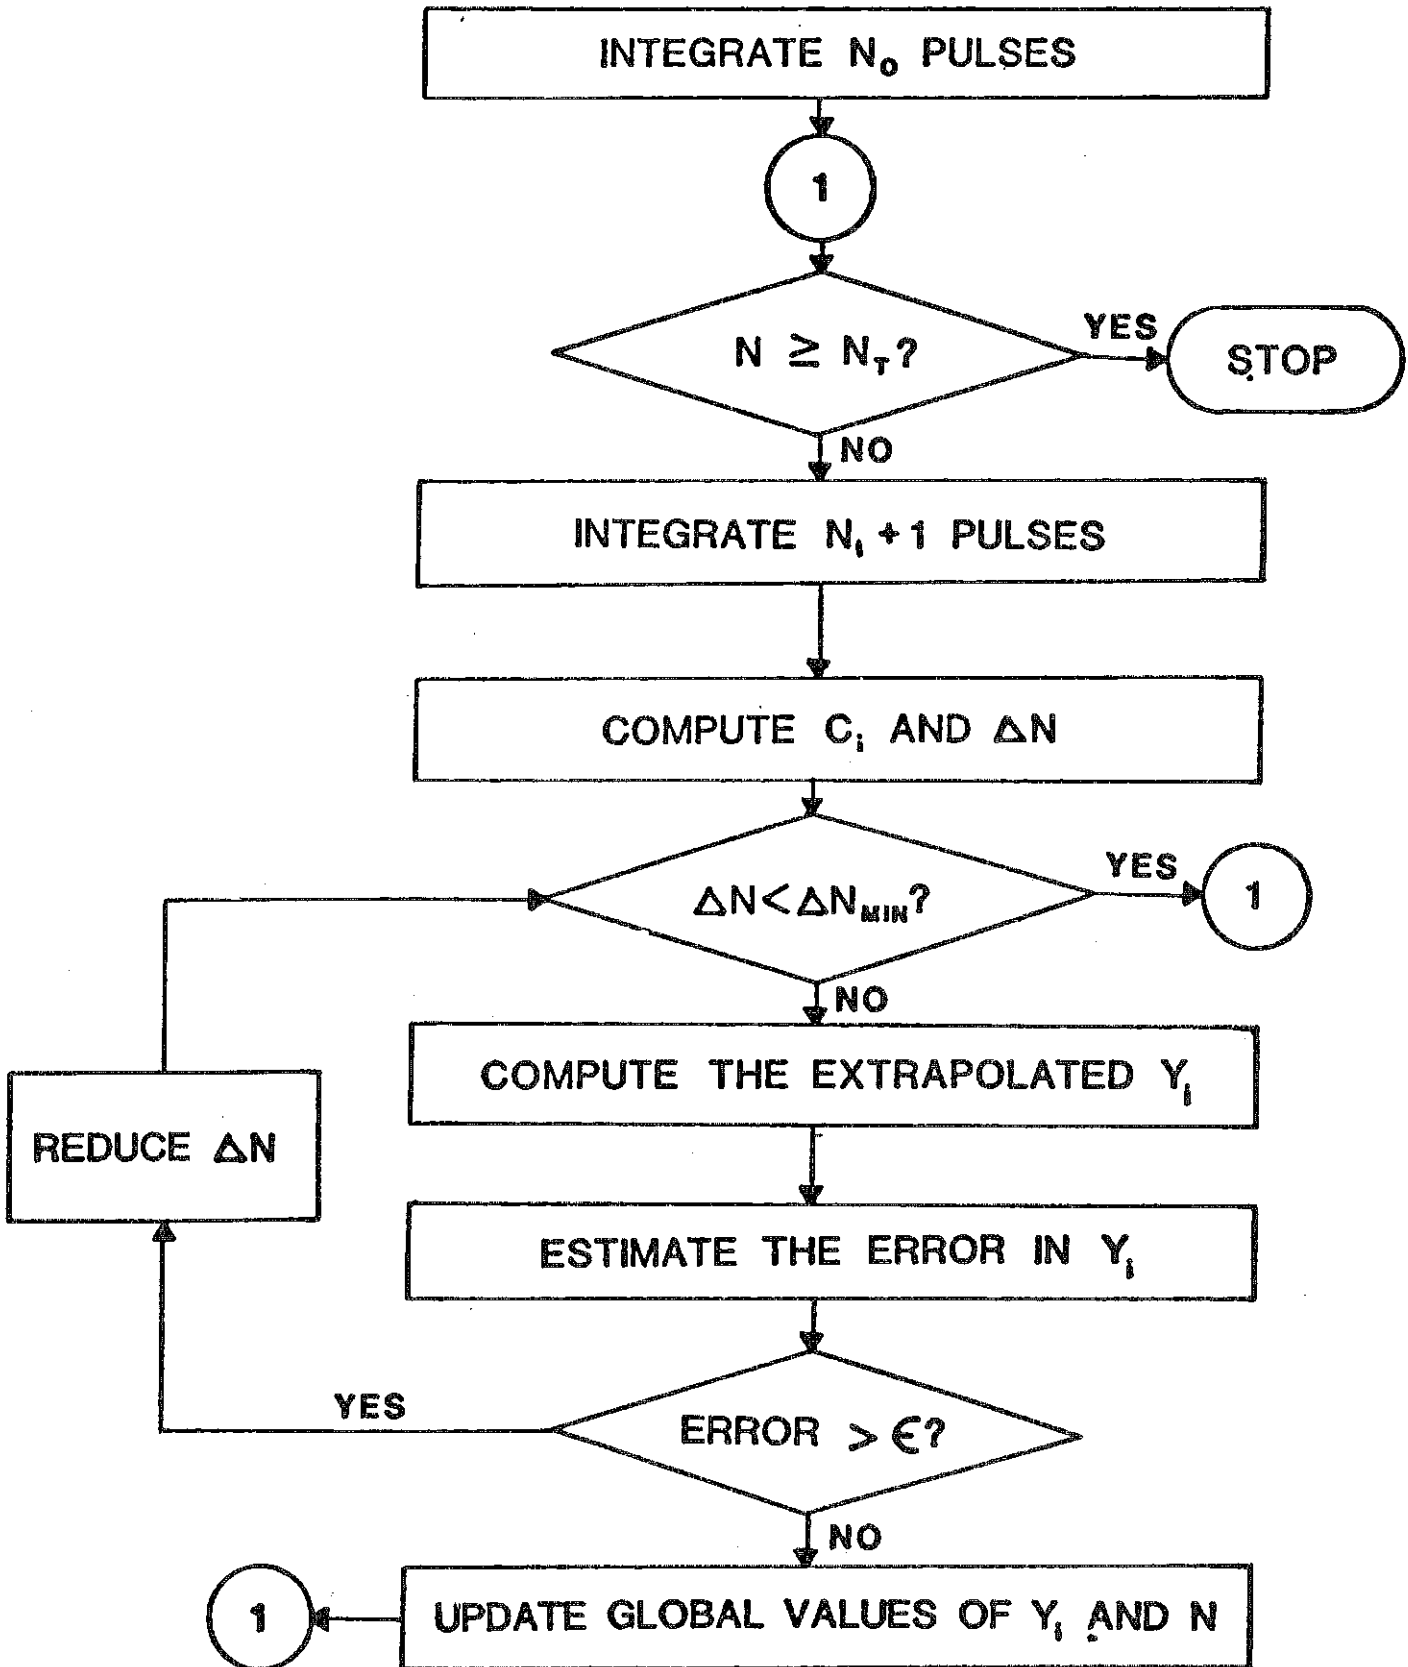 INTEGRATE N₀ PULSES
1
N ≥ N_T?
YES
STOP
NO
INTEGRATE Nᵢ + 1 PULSES
COMPUTE Cᵢ AND ΔN
ΔN < ΔN_MIN?
YES
1
NO
COMPUTE THE EXTRAPOLATED Yᵢ
REDUCE ΔN
ESTIMATE THE ERROR IN Yᵢ
YES
ERROR > ϵ?
NO
1
UPDATE GLOBAL VALUES OF Yᵢ AND N